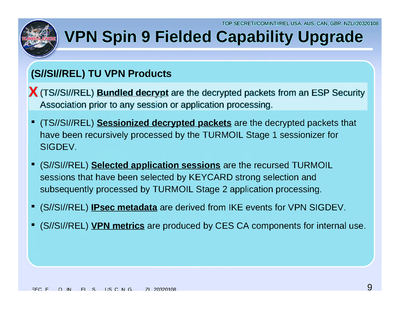 TOP SECRET//COMINT//REL USA, AUS, CAN, GBR, NZL//20320108
VPN Spin 9 Fielded Capability Upgrade
(S//SI//REL) TU VPN Products
X (TS//SI//REL) Bundled decrypt are the decrypted packets from an ESP Security
Association prior to any session or application processing.
▪ (TS//SI//REL) Sessionized decrypted packets are the decrypted packets that
have been recursively processed by the TURMOIL Stage 1 sessionizer for
SIGDEV.
▪ (S//SI//REL) Selected application sessions are the recursed TURMOIL
sessions that have been selected by KEYCARD strong selection and
subsequently processed by TURMOIL Stage 2 application processing.
▪ (S//SI//REL) IPsec metadata are derived from IKE events for VPN SIGDEV.
▪ (S//SI//REL) VPN metrics are produced by CES CA components for internal use.
20320108
9